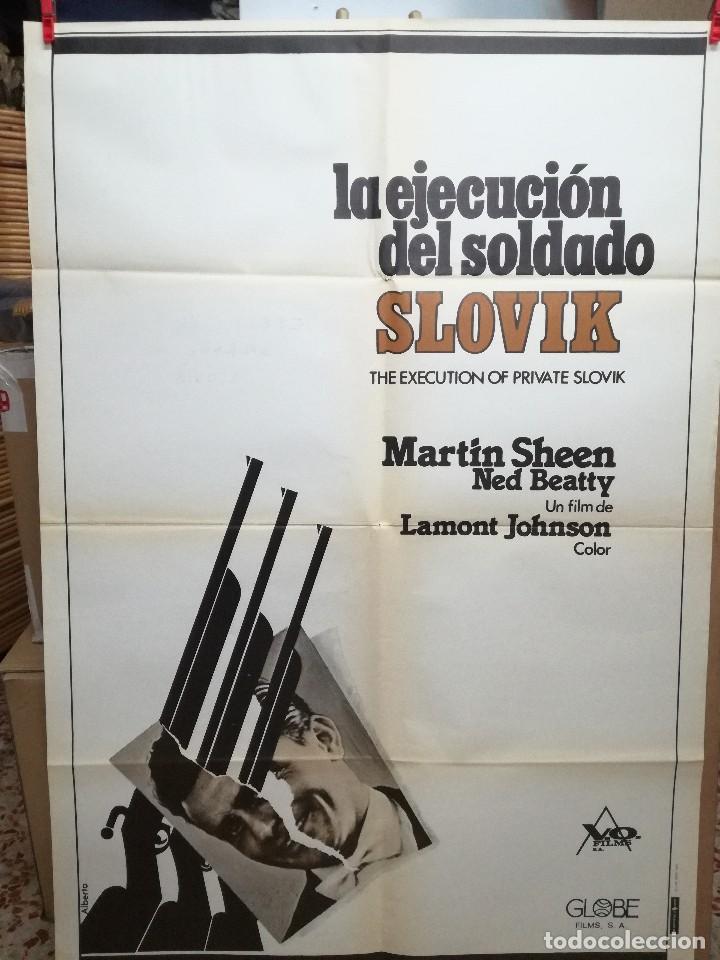 la ejecución
del soldado
SLOVIK
THE EXECUTION OF PRIVATE SLOVIK
Martin Sheen
Ned Beatty
Un film de
Lamont Johnson
Color
V.O.
FILMS
S.A.
GLOBE
FILMS, S. A.
Alberto
todocoleccion